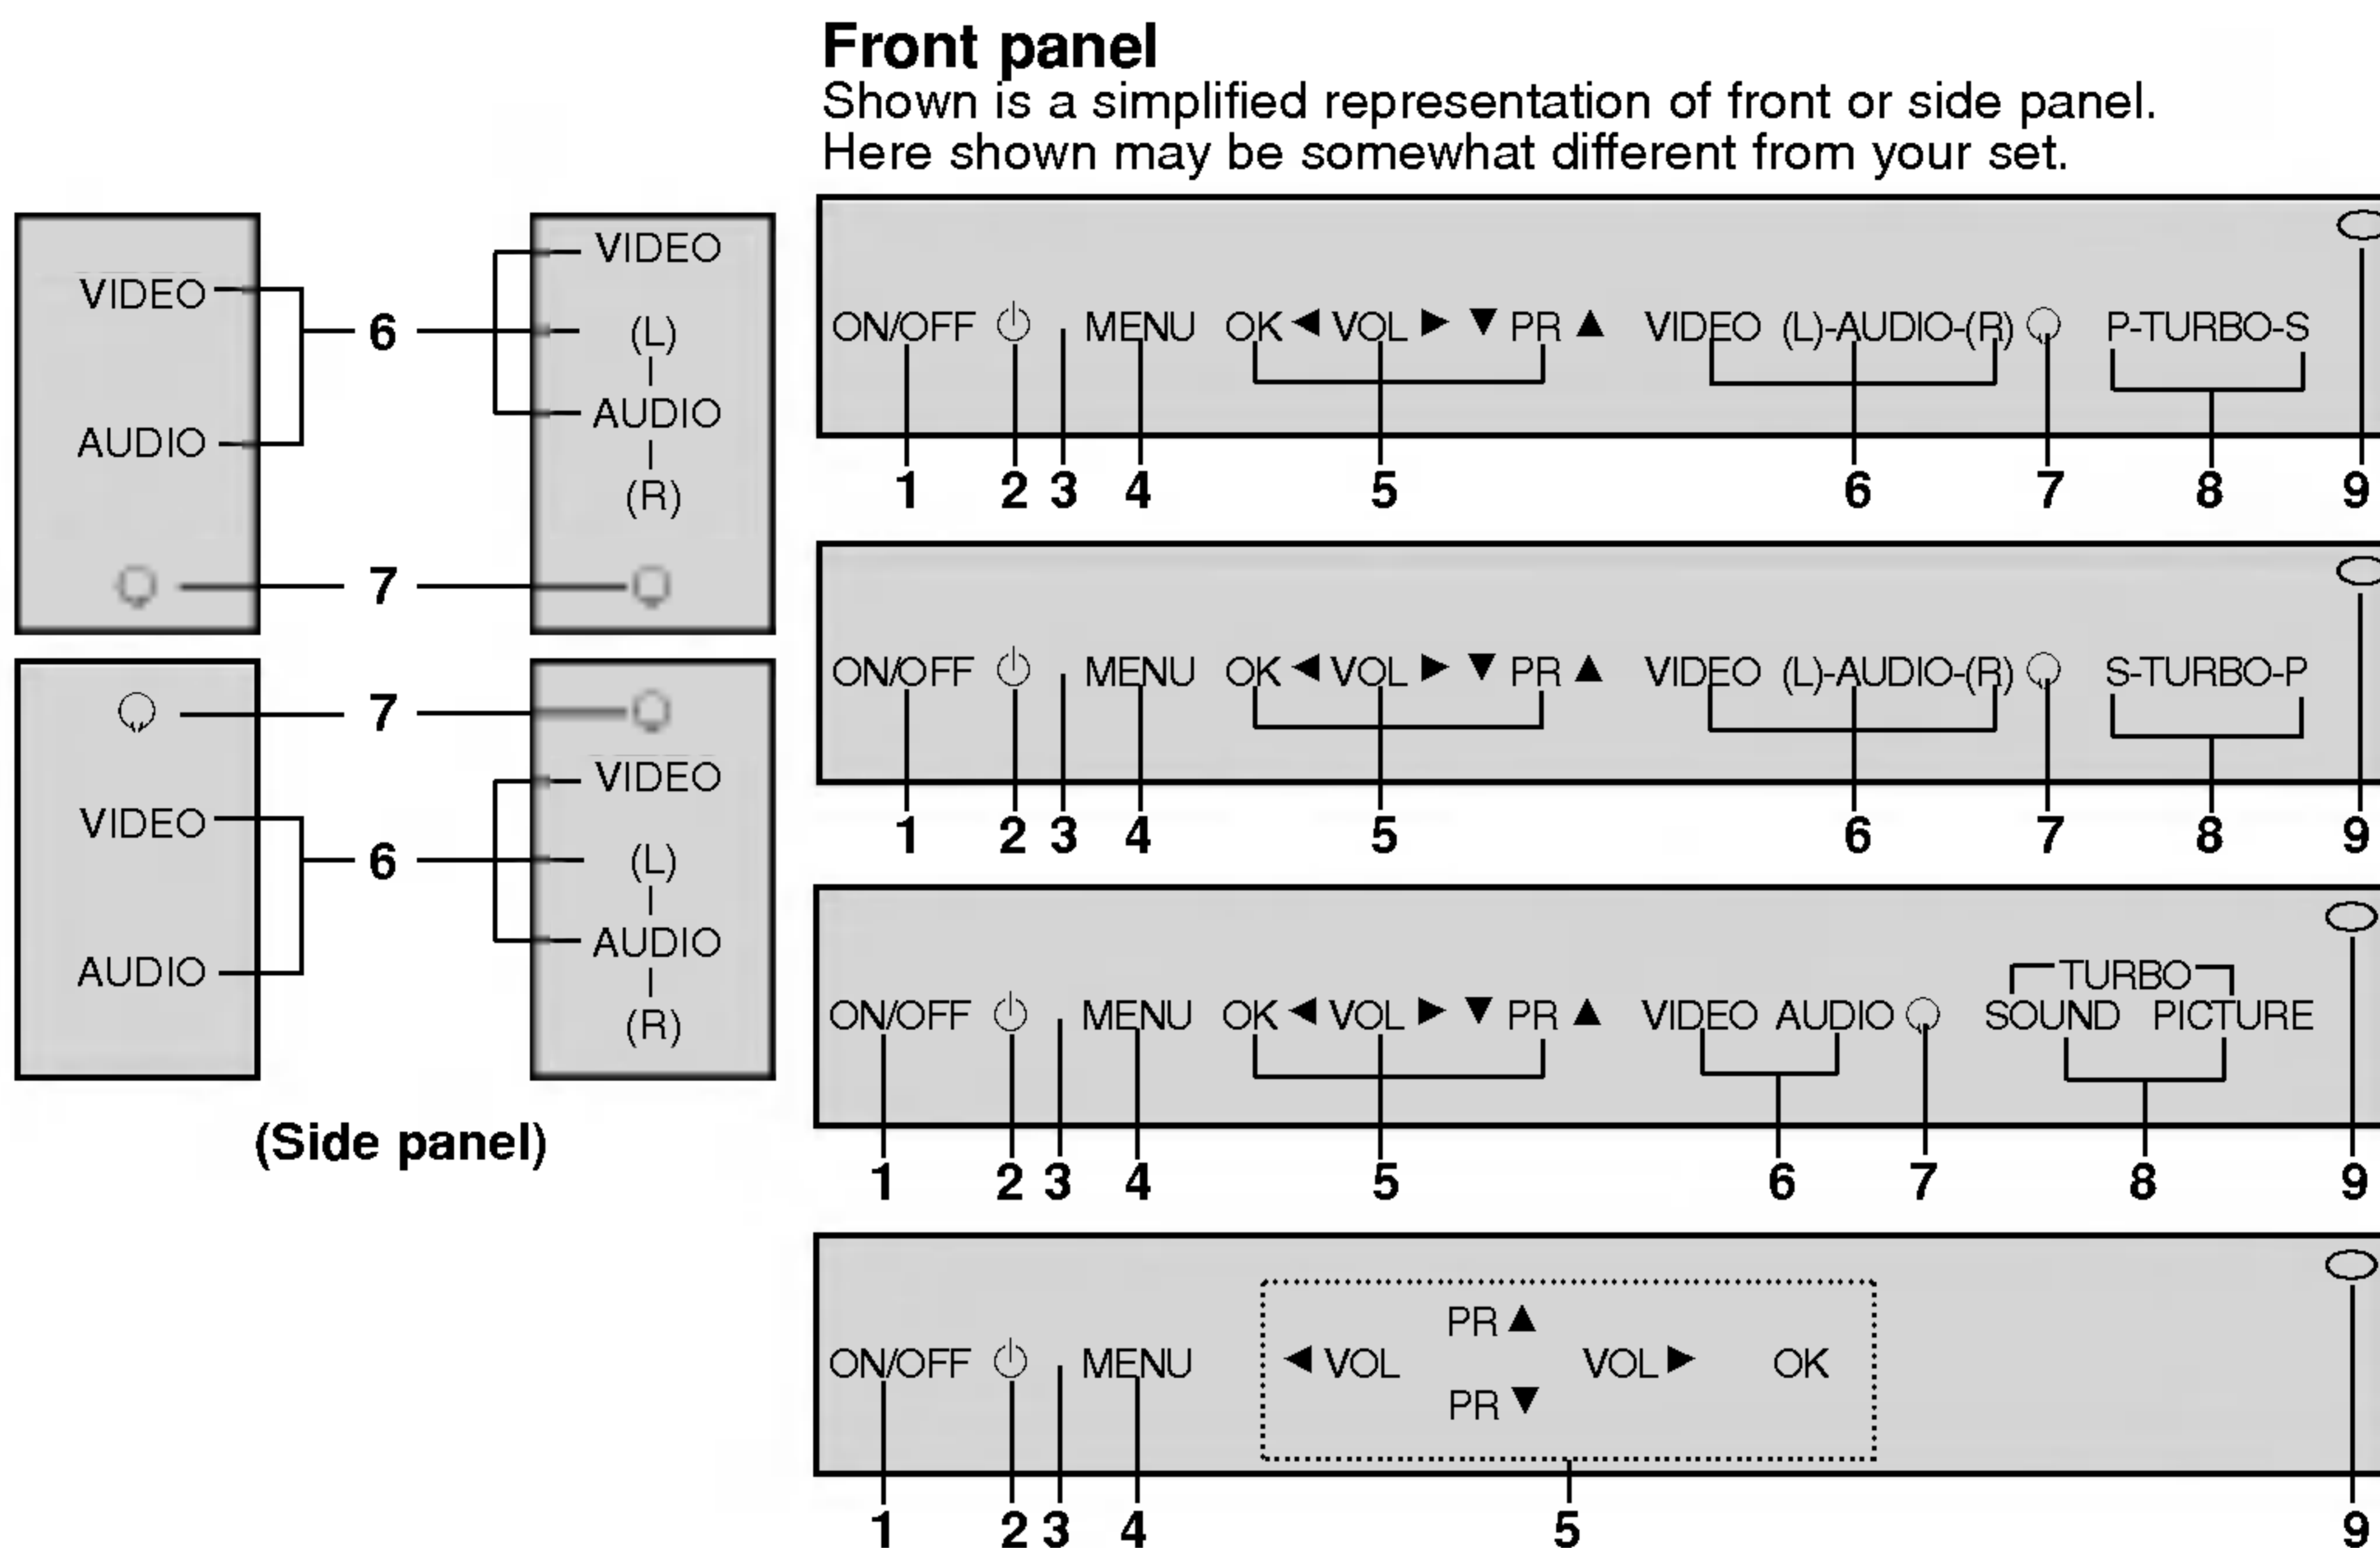 Front panel
Shown is a simplified representation of front or side panel.
Here shown may be somewhat different from your set.
VIDEO
AUDIO
6
7
VIDEO
(L)
AUDIO
(R)
7
VIDEO
AUDIO
6
VIDEO
(L)
AUDIO
(R)
(Side panel)
ON/OFF MENU OK ◀ VOL ▶ ▼ PR ▲ VIDEO (L)-AUDIO-(R) P-TURBO-S
1 2 3 4 5 6 7 8 9
ON/OFF MENU OK ◀ VOL ▶ ▼ PR ▲ VIDEO (L)-AUDIO-(R) S-TURBO-P
1 2 3 4 5 6 7 8 9
TURBO
ON/OFF MENU OK ◀ VOL ▶ ▼ PR ▲ VIDEO AUDIO SOUND PICTURE
1 2 3 4 5 6 7 8 9
PR ▲
ON/OFF MENU ◀ VOL VOL ▶ OK
PR ▼
1 2 3 4 5 9